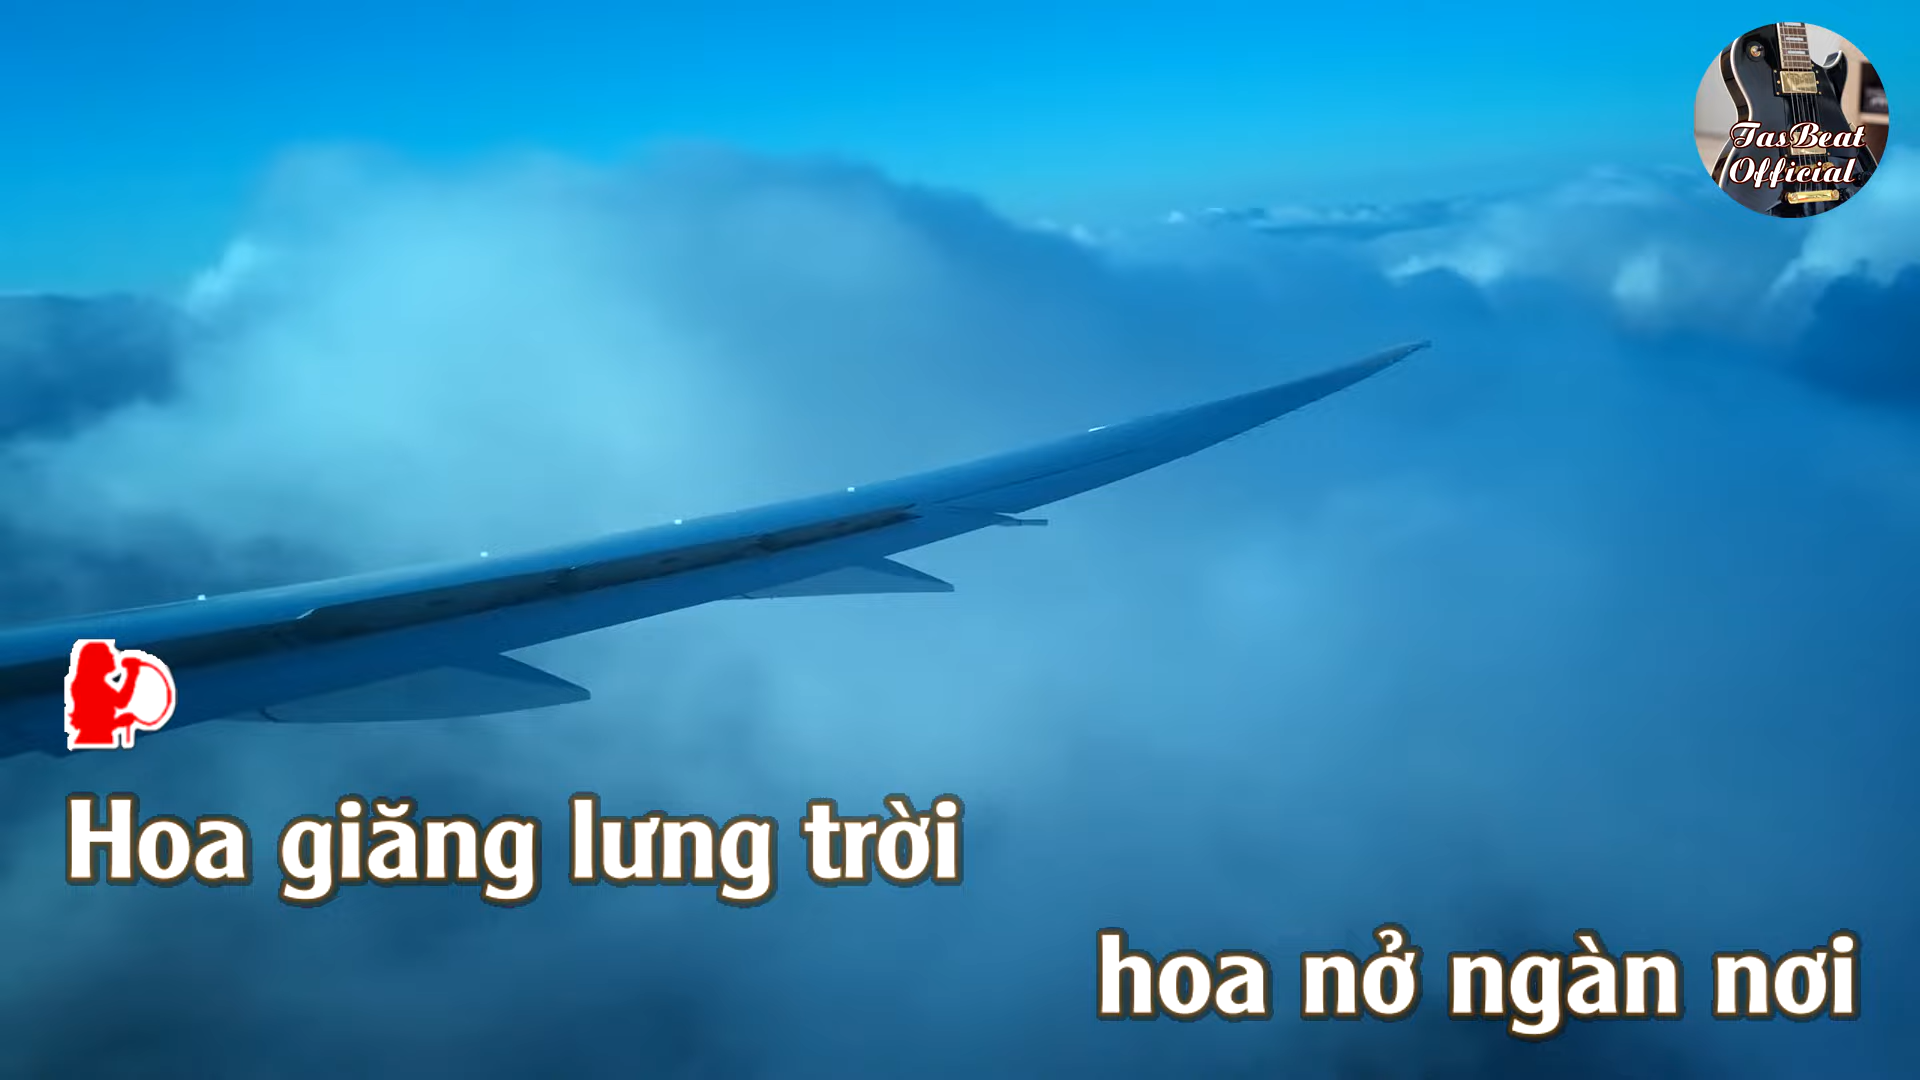 TasBeat
Official
Hoa giăng lưng trời
hoa nở ngàn nơi